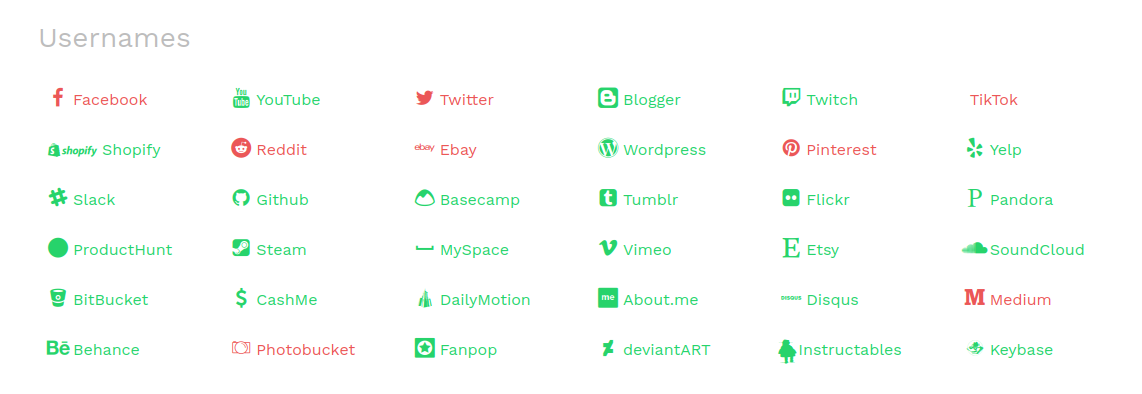 Usernames
Facebook You Tube YouTube Twitter Blogger Twitch TikTok
shopify Shopify Reddit ebay Ebay Wordpress Pinterest Yelp
Slack Github Basecamp t Tumblr Flickr P Pandora
ProductHunt Steam MySpace Vimeo E Etsy SoundCloud
BitBucket $ CashMe DailyMotion me About.me DISQUS Disqus M Medium
Bē Behance Photobucket Fanpop deviantART Instructables Keybase